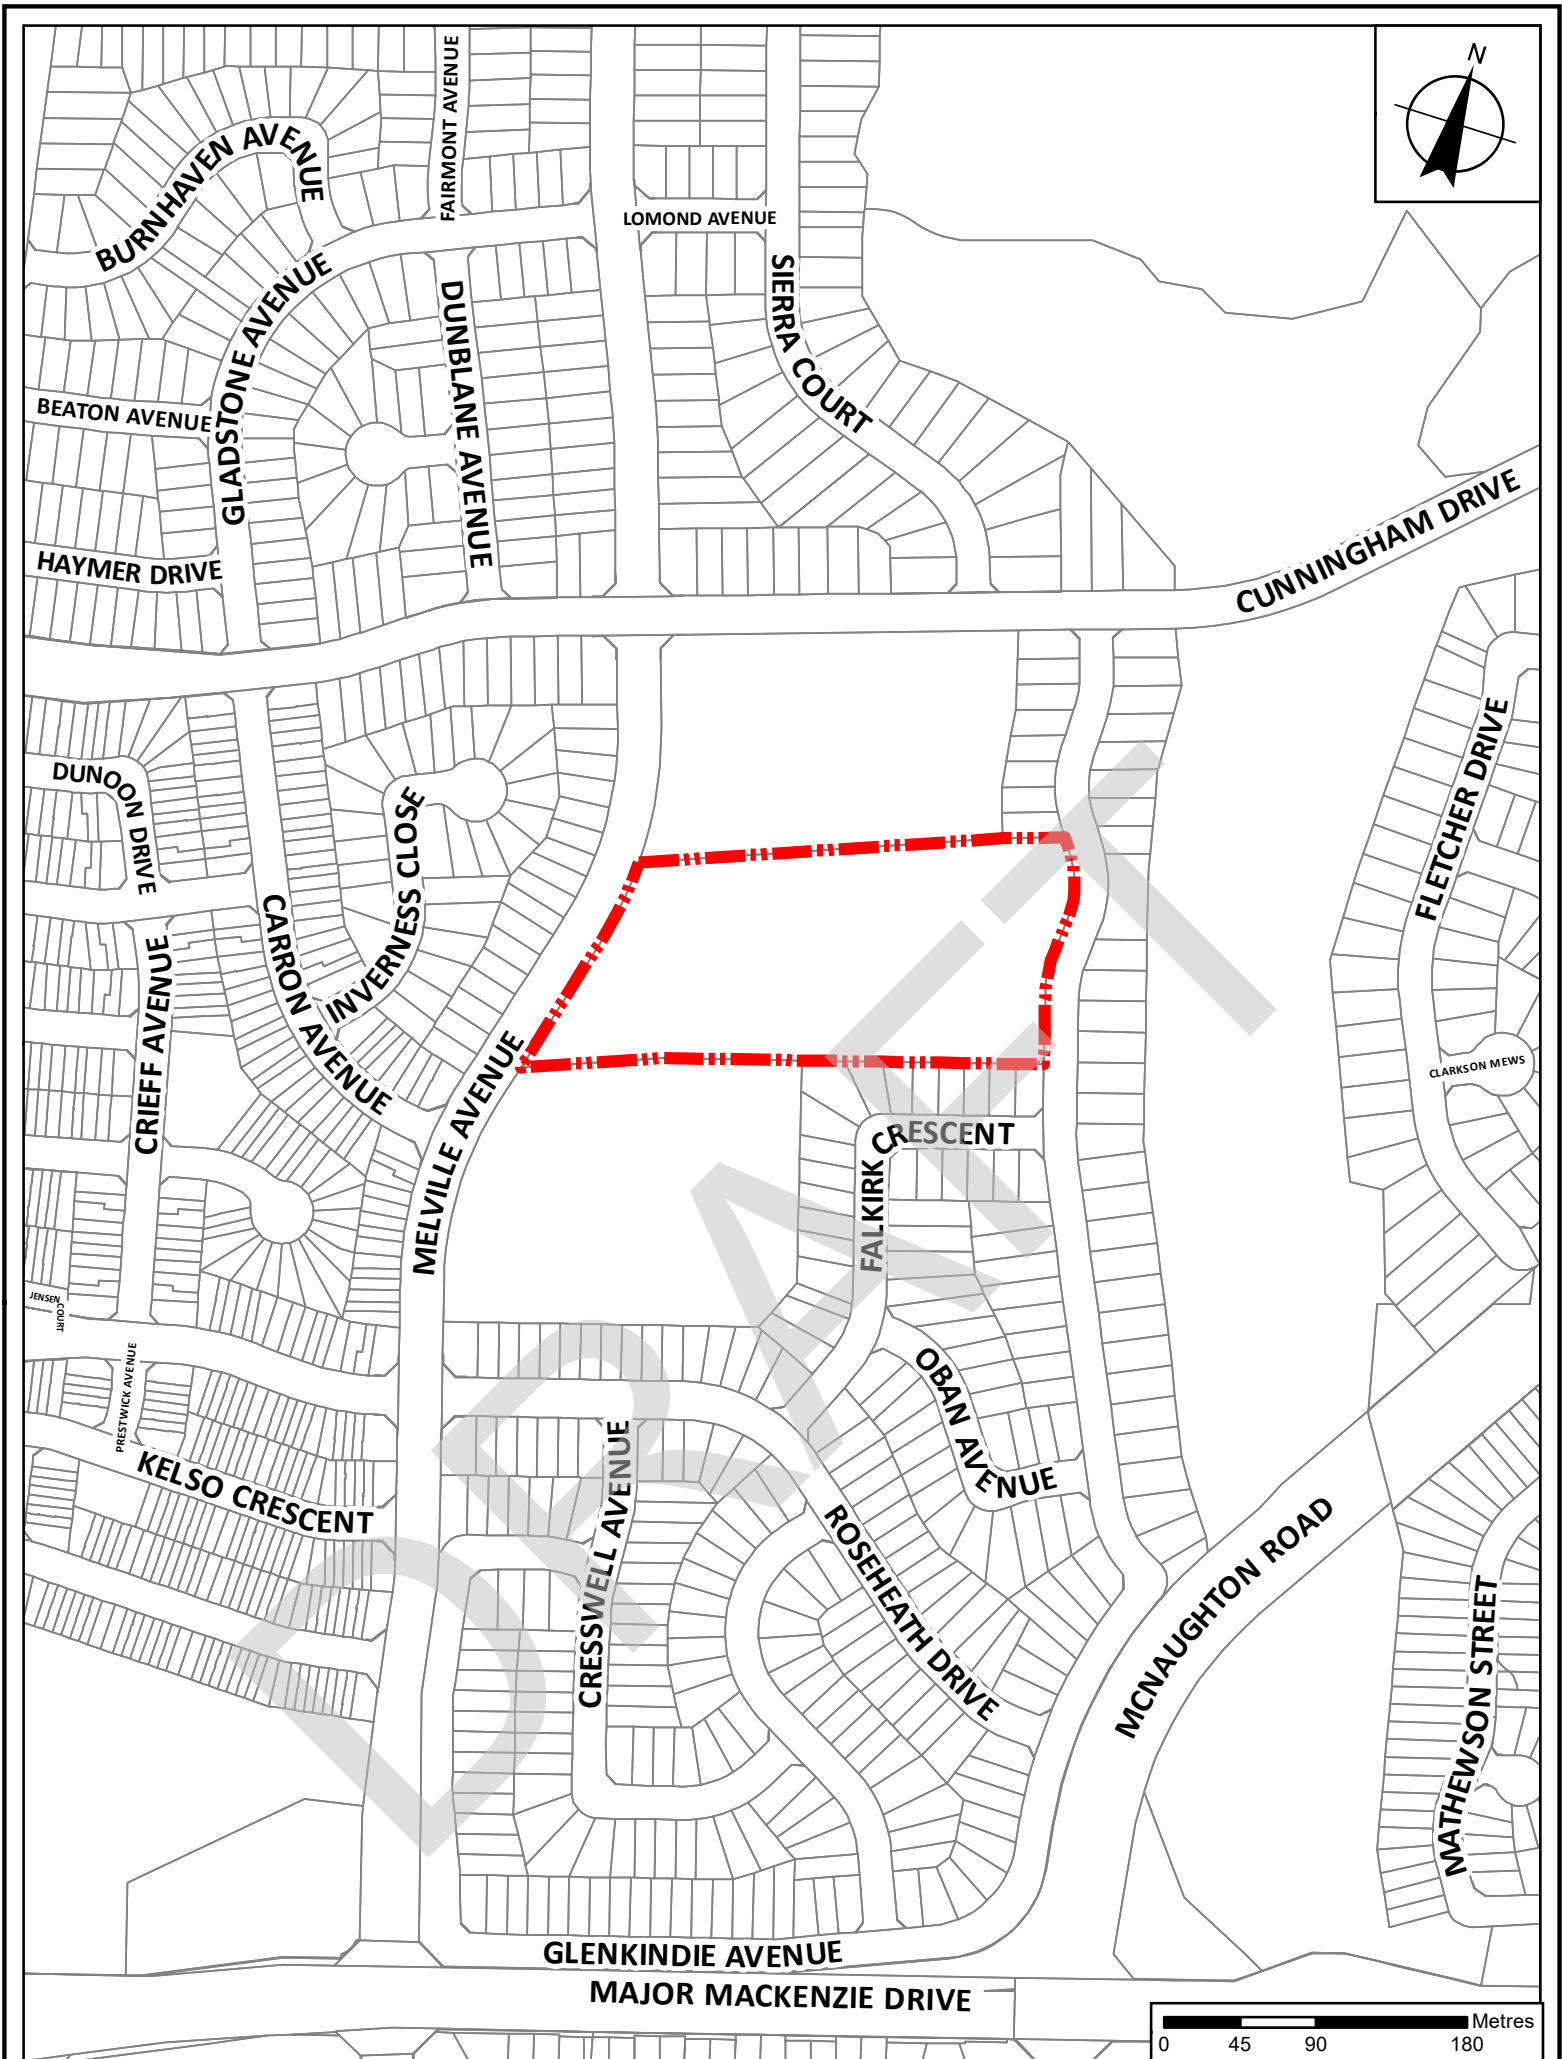 N
FAIRMONT AVENUE
BURNHAVEN AVENUE
LOMOND AVENUE
GLADSTONE AVENUE
SIERRA COURT
DUNBLANE AVENUE
BEATON AVENUE
HAYMER DRIVE
CUNNINGHAM DRIVE
DUNOON DRIVE
INVERNESS CLOSE
FLETCHER DRIVE
CARRON AVENUE
CRIEFF AVENUE
MELVILLE AVENUE
CLARKSON MEWS
FALKIRK CRESCENT
JENSEN COURT
PRESTWICK AVENUE
OBAN AVENUE
KELSO CRESCENT
CRESSWELL AVENUE
ROSEHEATH DRIVE
MCNAUGHTON ROAD
MATHEWSON STREET
DRAFT
GLENKINDIE AVENUE
MAJOR MACKENZIE DRIVE
Metres
0 45 90 180